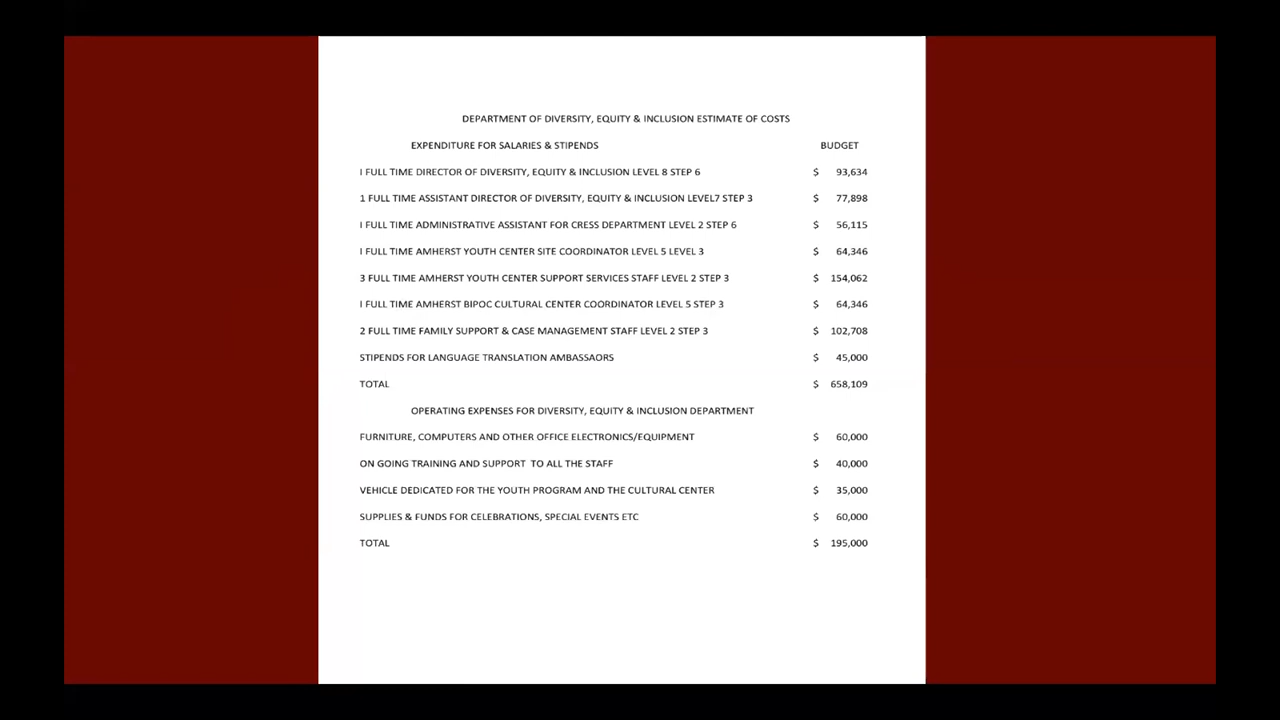 DEPARTMENT OF DIVERSITY, EQUITY & INCLUSION ESTIMATE OF COSTS
EXPENDITURE FOR SALARIES & STIPENDS BUDGET
I FULL TIME DIRECTOR OF DIVERSITY, EQUITY & INCLUSION LEVEL 8 STEP 6 $ 93,634
1 FULL TIME ASSISTANT DIRECTOR OF DIVERSITY, EQUITY & INCLUSION LEVEL7 STEP 3 $ 77,898
I FULL TIME ADMINISTRATIVE ASSISTANT FOR CRESS DEPARTMENT LEVEL 2 STEP 6 $ 56,115
I FULL TIME AMHERST YOUTH CENTER SITE COORDINATOR LEVEL 5 LEVEL 3 $ 64,346
3 FULL TIME AMHERST YOUTH CENTER SUPPORT SERVICES STAFF LEVEL 2 STEP 3 $ 154,062
I FULL TIME AMHERST BIPOC CULTURAL CENTER COORDINATOR LEVEL 5 STEP 3 $ 64,346
2 FULL TIME FAMILY SUPPORT & CASE MANAGEMENT STAFF LEVEL 2 STEP 3 $ 102,708
STIPENDS FOR LANGUAGE TRANSLATION AMBASSAORS $ 45,000
TOTAL $ 658,109
OPERATING EXPENSES FOR DIVERSITY, EQUITY & INCLUSION DEPARTMENT
FURNITURE, COMPUTERS AND OTHER OFFICE ELECTRONICS/EQUIPMENT $ 60,000
ON GOING TRAINING AND SUPPORT TO ALL THE STAFF $ 40,000
VEHICLE DEDICATED FOR THE YOUTH PROGRAM AND THE CULTURAL CENTER $ 35,000
SUPPLIES & FUNDS FOR CELEBRATIONS, SPECIAL EVENTS ETC $ 60,000
TOTAL $ 195,000